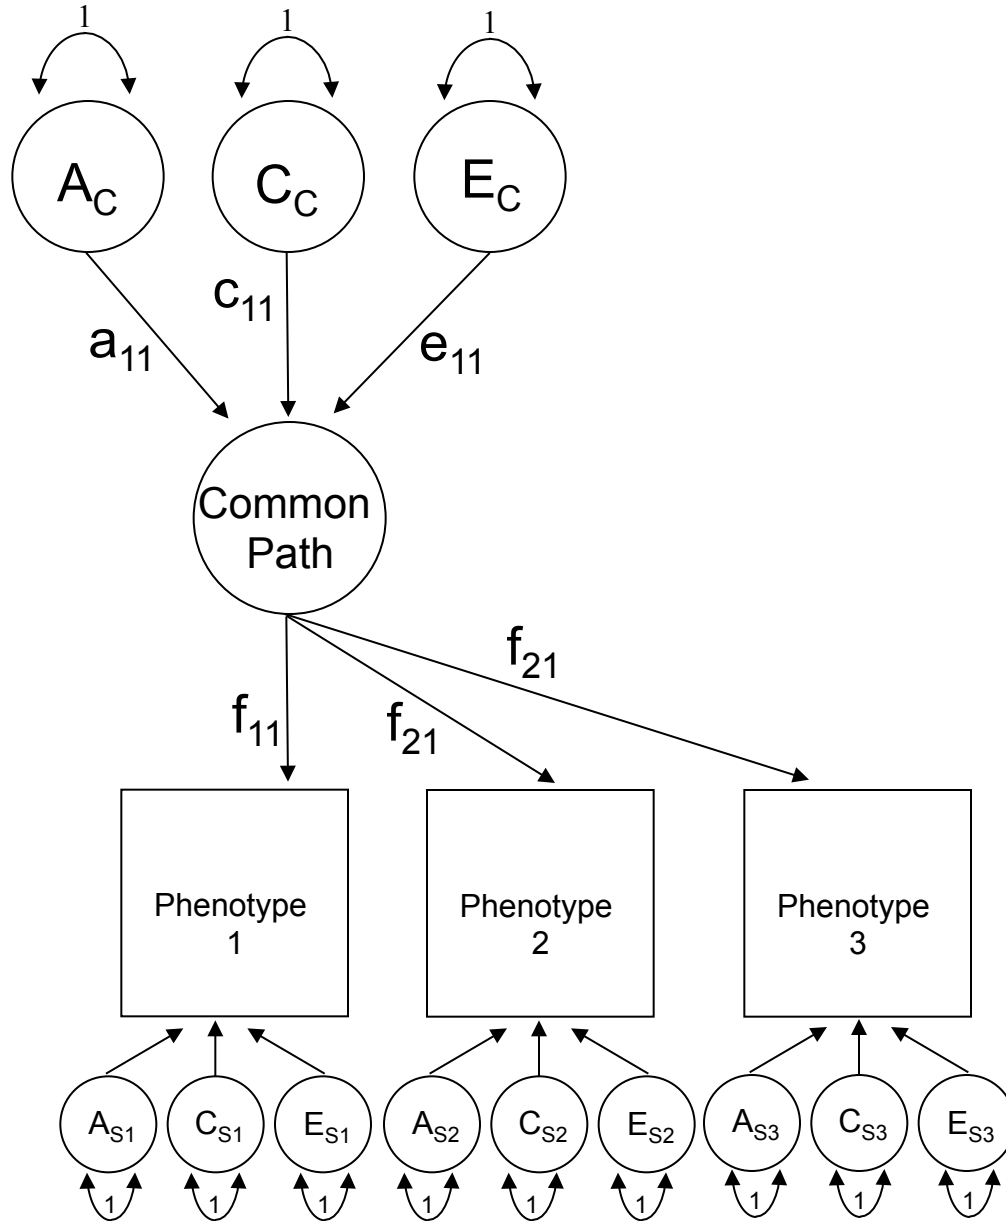 1 1 1
A_C C_C E_C
a_11 c_11 e_11
Common
Path
f_11 f_21 f_21
Phenotype
1
Phenotype
2
Phenotype
3
A_S1 C_S1 E_S1 A_S2 C_S2 E_S2 A_S3 C_S3 E_S3
1 1 1 1 1 1 1 1 1